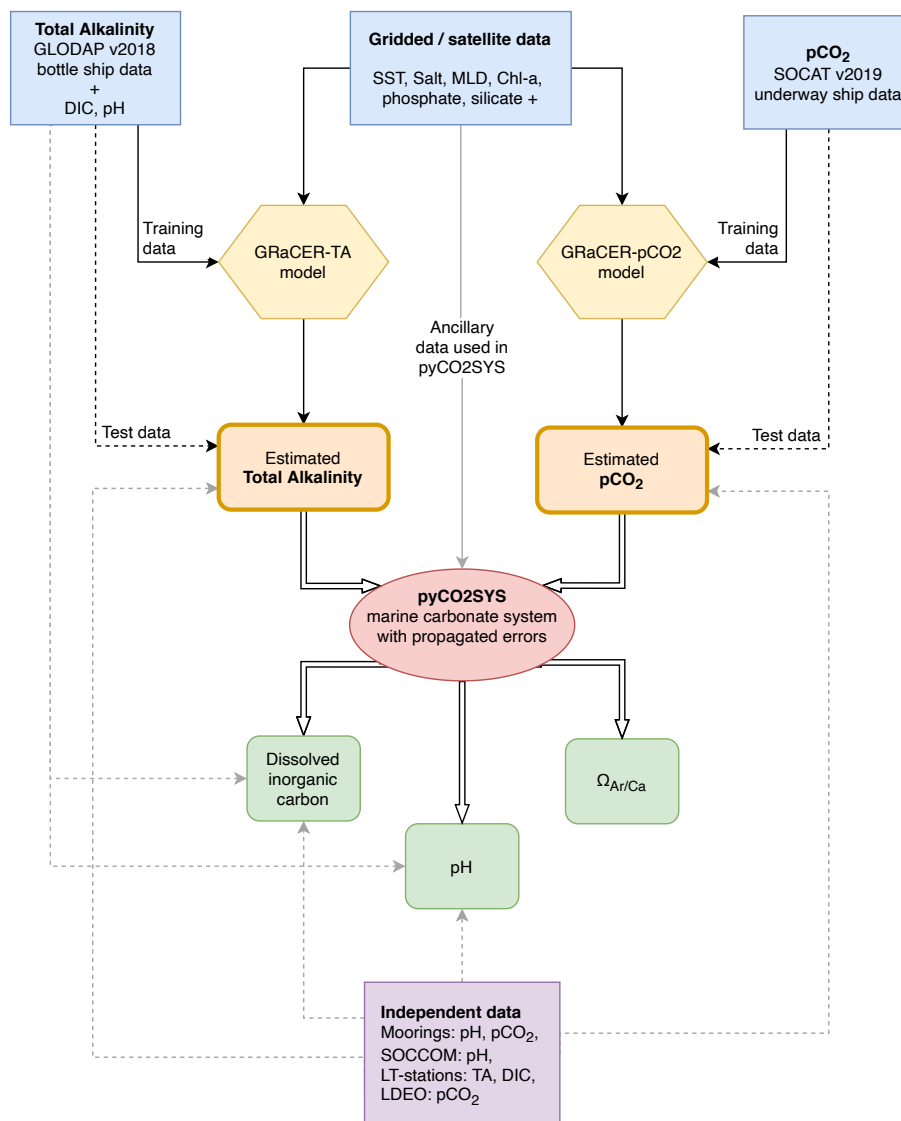 Total Alkalinity
GLODAP v2018
bottle ship data
+
DIC, pH
Gridded / satellite data
SST, Salt, MLD, Chl-a,
phosphate, silicate +
pCO₂
SOCAT v2019
underway ship data
Training
data
GRaCER-TA
model
GRaCER-pCO2
model
Training
data
Ancillary
data used in
pyCO2SYS
Test data
Estimated
Total Alkalinity
Estimated
pCO₂
Test data
pyCO2SYS
marine carbonate system
with propagated errors
Dissolved
inorganic
carbon
Ω Ar/Ca
pH
Independent data
Moorings: pH, pCO₂,
SOCCOM: pH,
LT-stations: TA, DIC,
LDEO: pCO₂